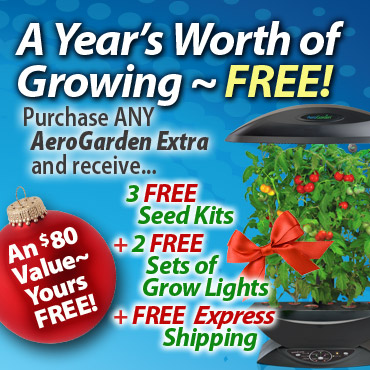 A Year's Worth of
Growing ~ FREE!
Purchase ANY
AeroGarden Extra
and receive...
3 FREE
Seed Kits
+ 2 FREE
Sets of
Grow Lights
+ FREE Express
Shipping
An $80
Value~
Yours
FREE!